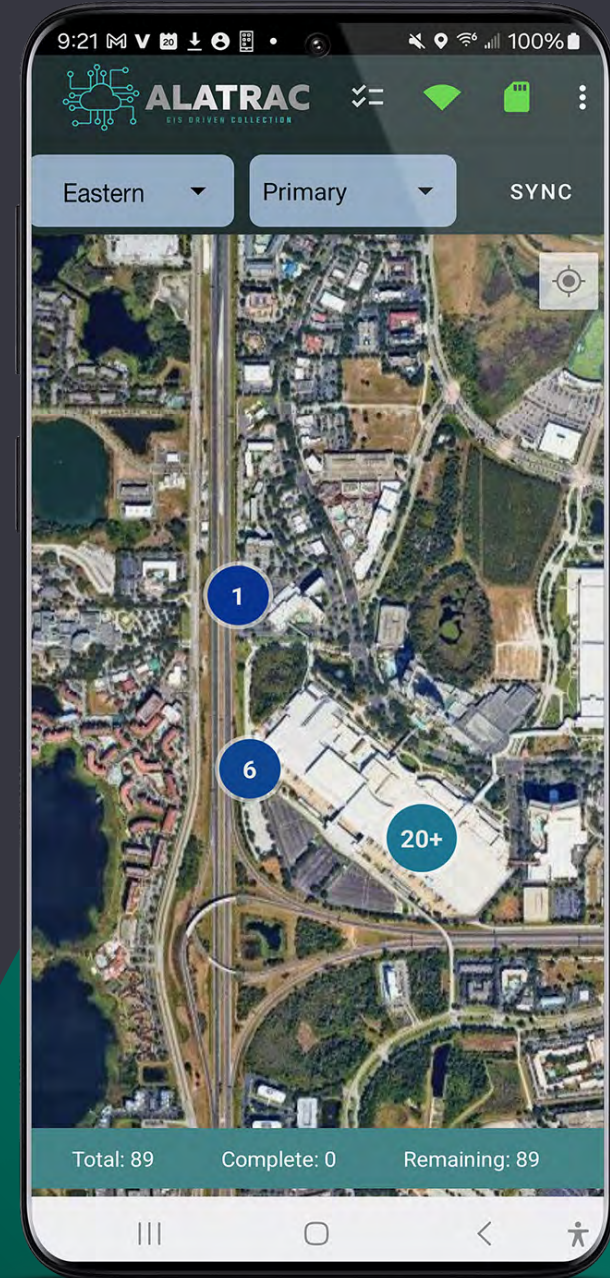 9:21 M V 20 100%
ALATRAC
GIS DRIVEN COLLECTION
Eastern Primary SYNC
1
6
20+
Total: 89 Complete: 0 Remaining: 89